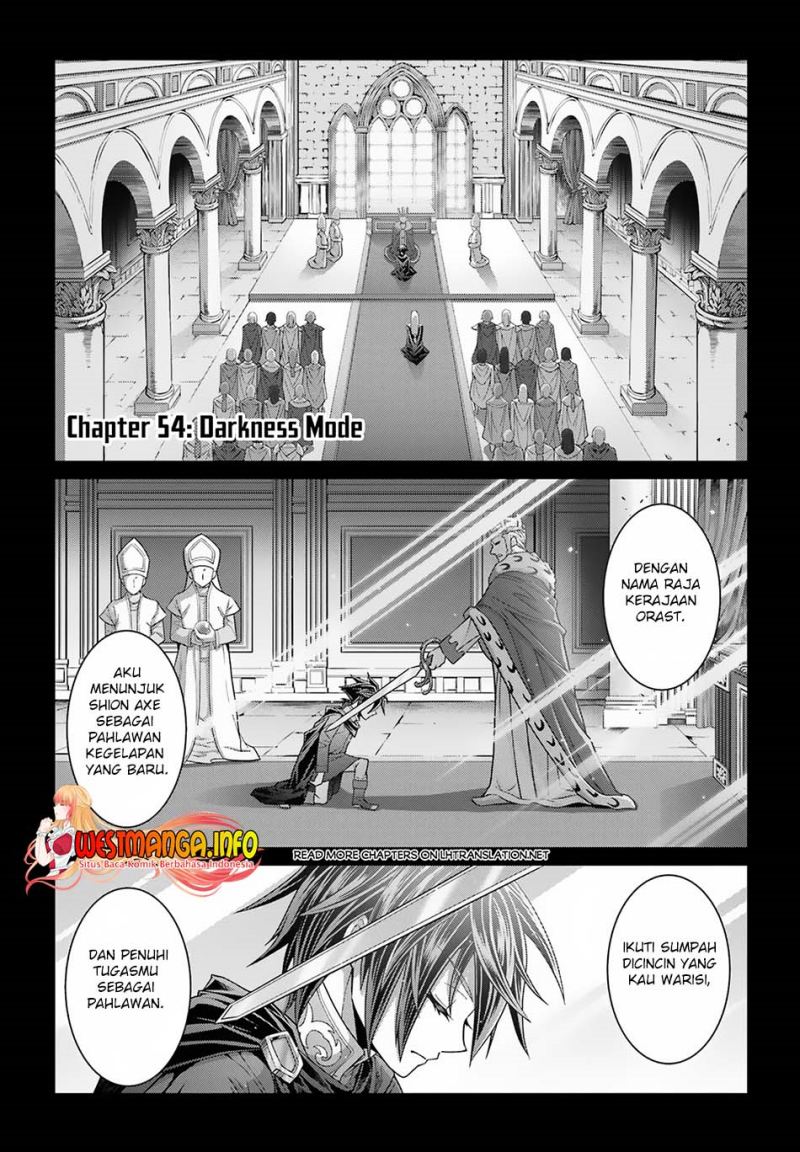 Chapter 54: Darkness Mode
DENGAN
NAMA RAJA
KERAJAAN
ORAST.
AKU
MENUNJUK
SHION AXE
SEBAGAI
PAHLAWAN
KEGELAPAN
YANG BARU.
WESTMANGA.INFO
Situs Baca Komik Berbahasa Indonesia
READ MORE CHAPTERS ON LHTRANSLATION.NET
IKUTI SUMPAH
DICINCIN YANG
KAU WARISI,
DAN PENUHI
TUGASMU
SEBAGAI
PAHLAWAN.